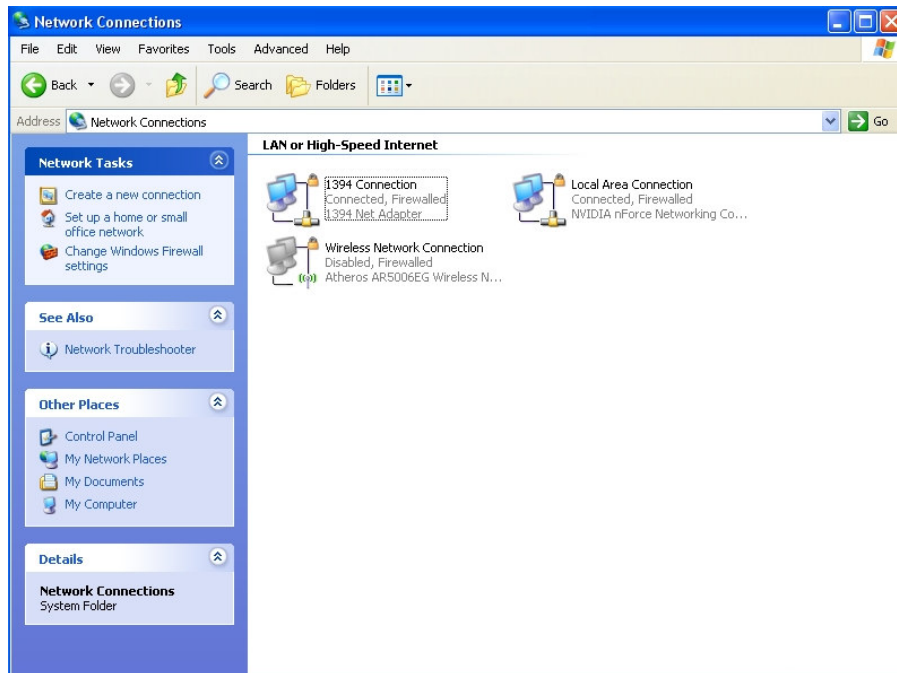 Network Connections
File Edit View Favorites Tools Advanced Help
Back Search Folders
Address Network Connections Go
Network Tasks
Create a new connection
Set up a home or small
office network
Change Windows Firewall
settings
See Also
Network Troubleshooter
Other Places
Control Panel
My Network Places
My Documents
My Computer
Details
Network Connections
System Folder
LAN or High-Speed Internet
1394 Connection
Connected, Firewalled
1394 Net Adapter
Local Area Connection
Connected, Firewalled
NVIDIA nForce Networking Co...
Wireless Network Connection
Disabled, Firewalled
Atheros AR5006EG Wireless N...